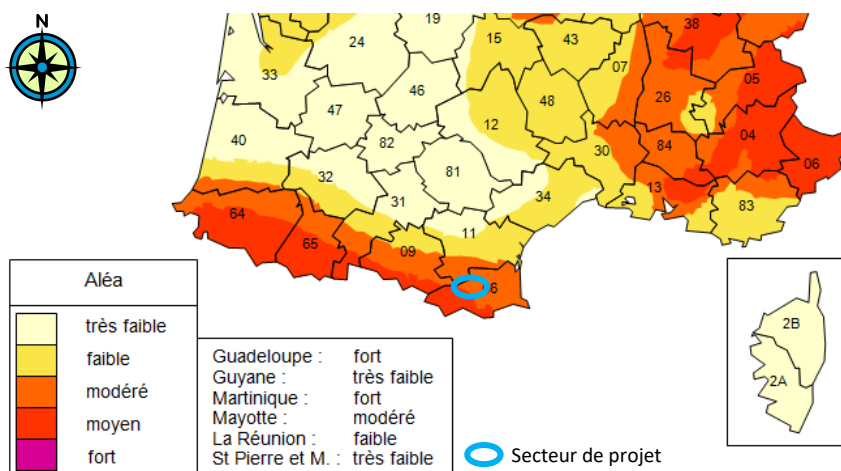 N
19
24
15
43
38
33
07
05
46
26
47
48
12
04
40
82
30
84
06
32
81
34
13
31
83
64
11
65
09
6
2B
2A
Aléa
très faible
faible
modéré
moyen
fort
Guadeloupe : fort
Guyane : très faible
Martinique : fort
Mayotte : modéré
La Réunion : faible
St Pierre et M. : très faible
Secteur de projet